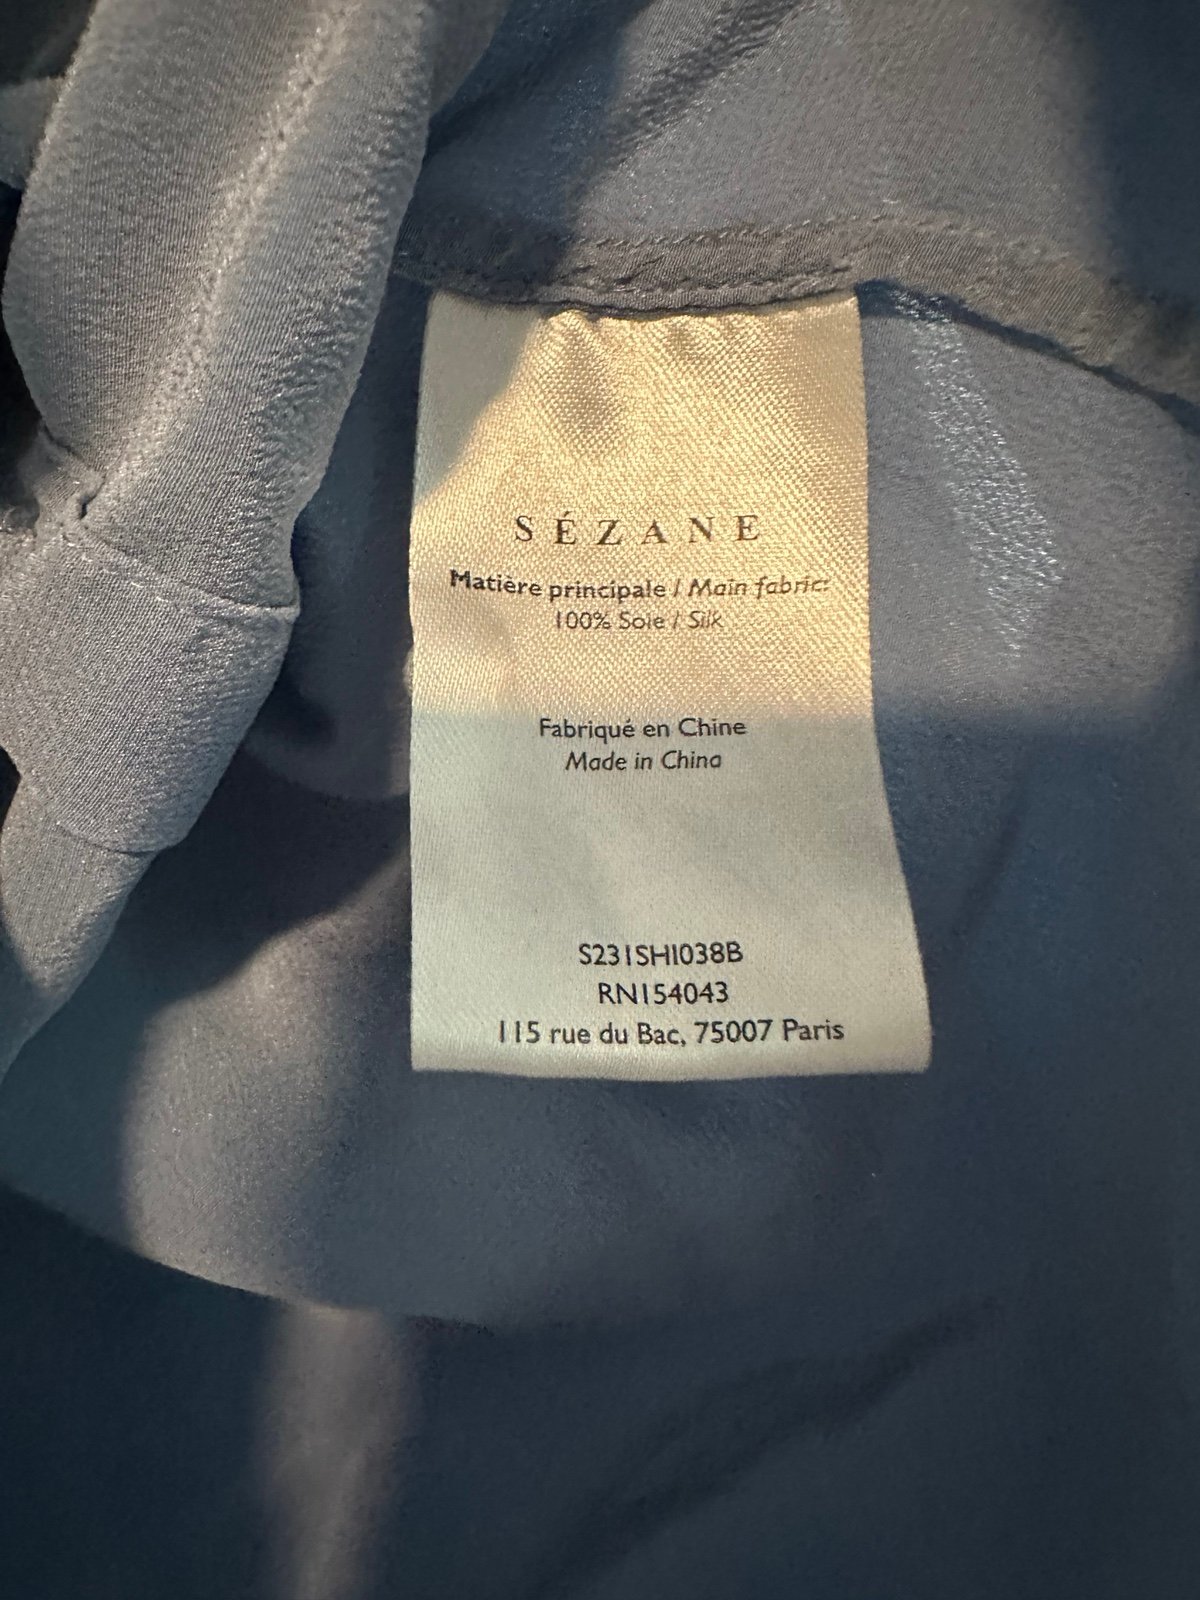 SÉZANE
Matière principale / Main fabric:
100% Soie / Silk
Fabriqué en Chine
Made in China
S231SHI038B
RN154043
115 rue du Bac, 75007 Paris